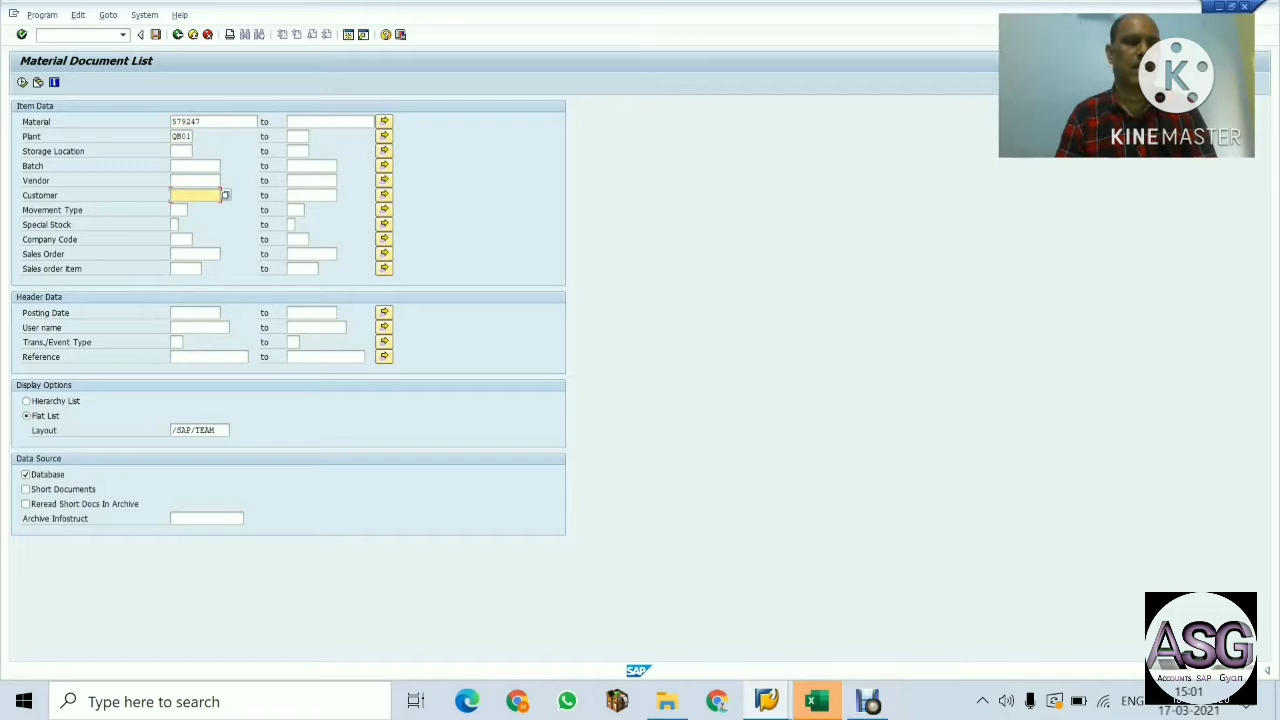 Program Edit Goto System Help
Material Document List
Item Data
Material 579247 to
Plant QB01 to
Storage Location to
Batch to
Vendor to
Customer to
Movement Type to
Special Stock to
Company Code to
Sales Order to
Sales order item to
Header Data
Posting Date to
User name to
Trans./Event Type to
Reference to
Display Options
Hierarchy List
Flat List
Layout /SAP/TEAM
Data Source
Database
Short Documents
Reread Short Docs In Archive
Archive Infostruct
K
KINEMASTER
SAP
ASG
Accounts SAP Gyan
Type here to search
ENG
15:01
17-03-2021